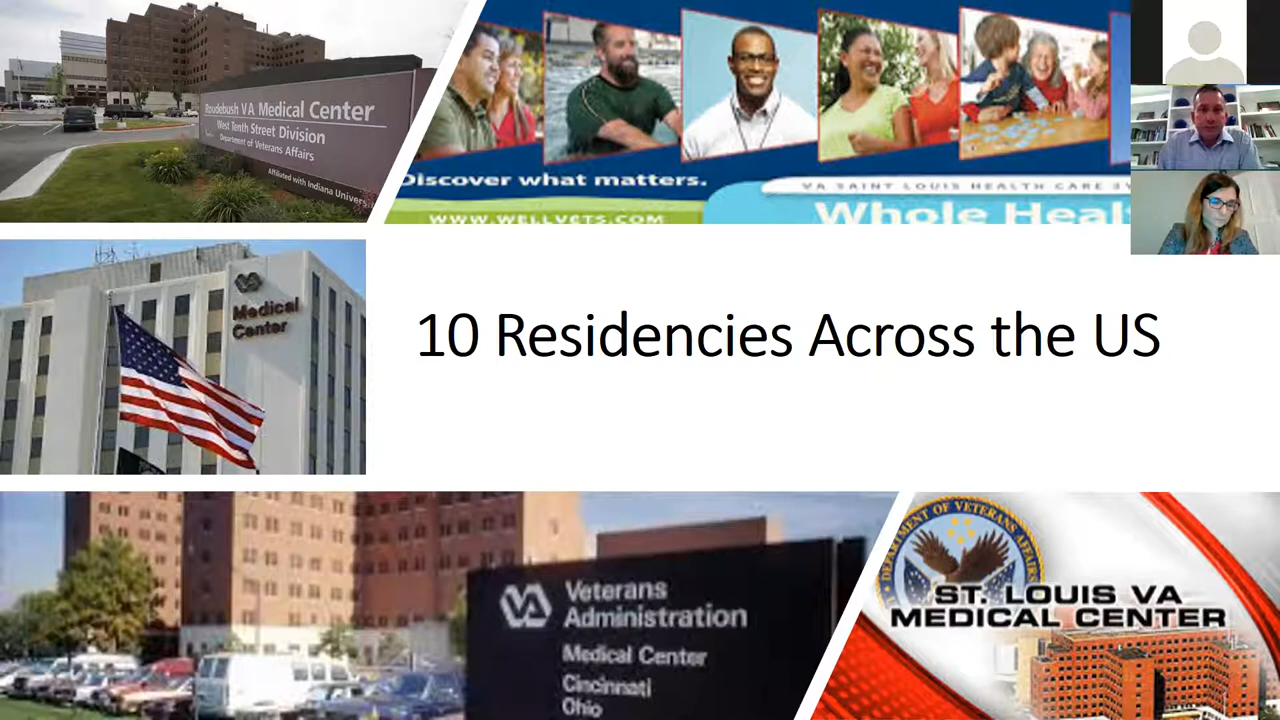 Roudebush VA Medical Center
West Tenth Street Division
Department of Veterans Affairs
Affiliated with Indiana
Discover what matters.
VA SAINT LOUIS HEALTH CARE
WWW.WELLVETS.COM
Whole Heal
Medical
Center
10 Residencies Across the US
VA
Veterans
Administration
Medical Center
Cincinnati
Ohio
DEPARTMENT OF VETERANS AFFAIRS
ST. LOUIS VA
MEDICAL CENTER